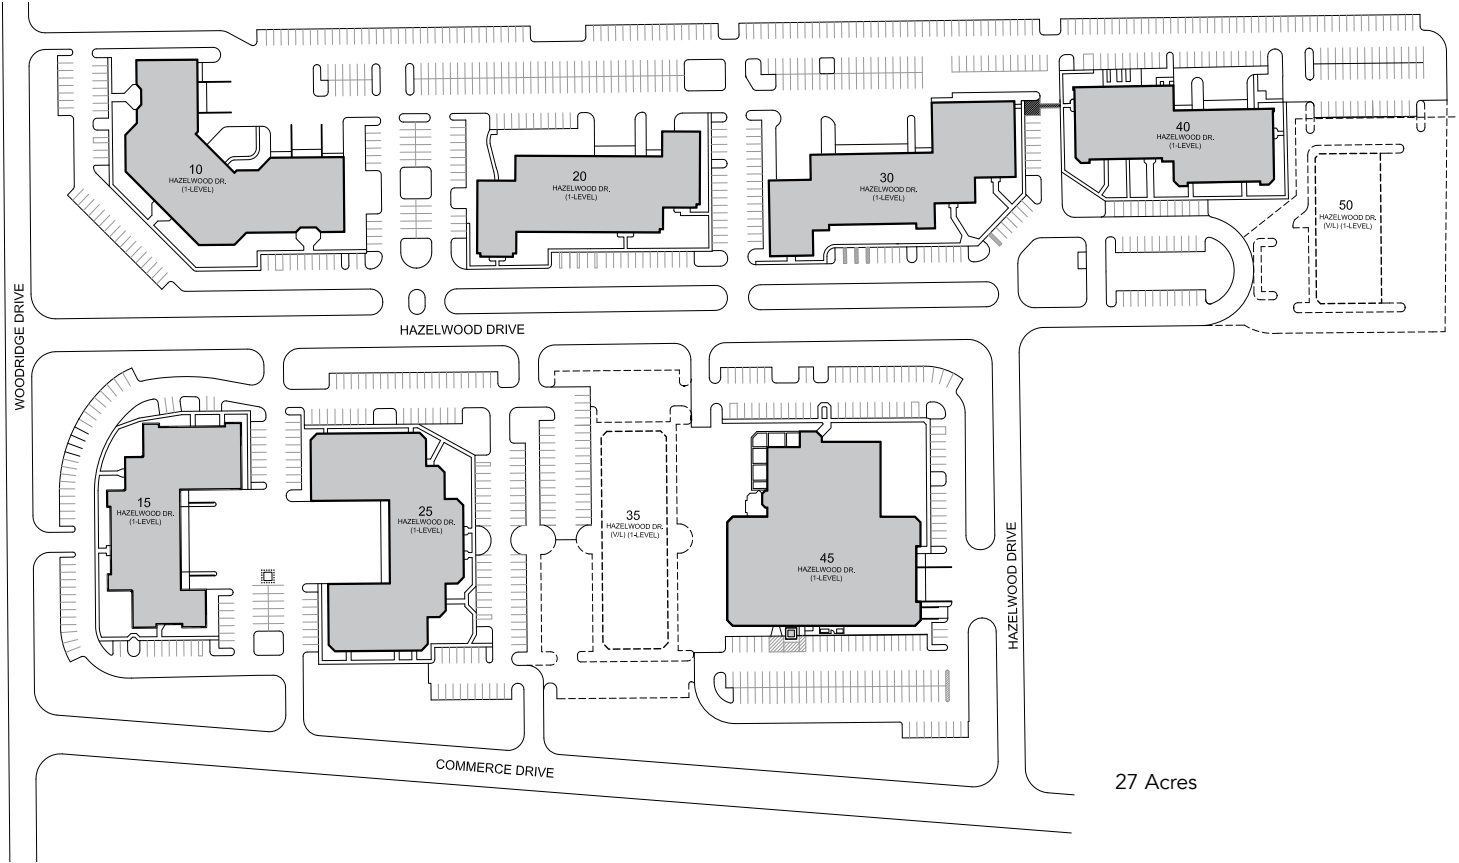 10
HAZELWOOD DR.
(1-LEVEL)
20
HAZELWOOD DR.
(1-LEVEL)
30
HAZELWOOD DR.
(1-LEVEL)
40
HAZELWOOD DR.
(1-LEVEL)
50
HAZELWOOD DR.
(V/L) (1-LEVEL)
WOODRIDGE DRIVE
HAZELWOOD DRIVE
15
HAZELWOOD DR.
(1-LEVEL)
25
HAZELWOOD DR.
(1-LEVEL)
35
HAZELWOOD DR.
(V/L) (1-LEVEL)
45
HAZELWOOD DR.
(1-LEVEL)
HAZELWOOD DRIVE
COMMERCE DRIVE
27 Acres